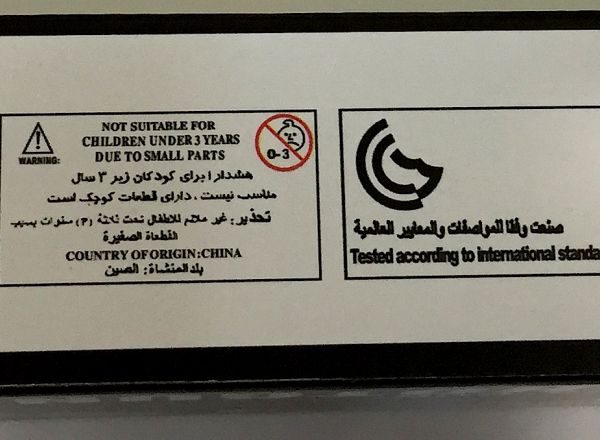 NOT SUITABLE FOR
CHILDREN UNDER 3 YEARS
DUE TO SMALL PARTS
WARNING:
0-3
هشدار! برای کودکان زیر ۳ سال
مناسب نیست ، دارای قطعات کوچک است
تحذير: غير ملائم للاطفال تحت ثلاثة (٣) سنوات بسبب
القطعاة الصغيرة
COUNTRY OF ORIGIN:CHINA
بلد المنشاة: الصين
صنعت وفقا للمواصفات والمعايير العالمية
Tested according to international standa